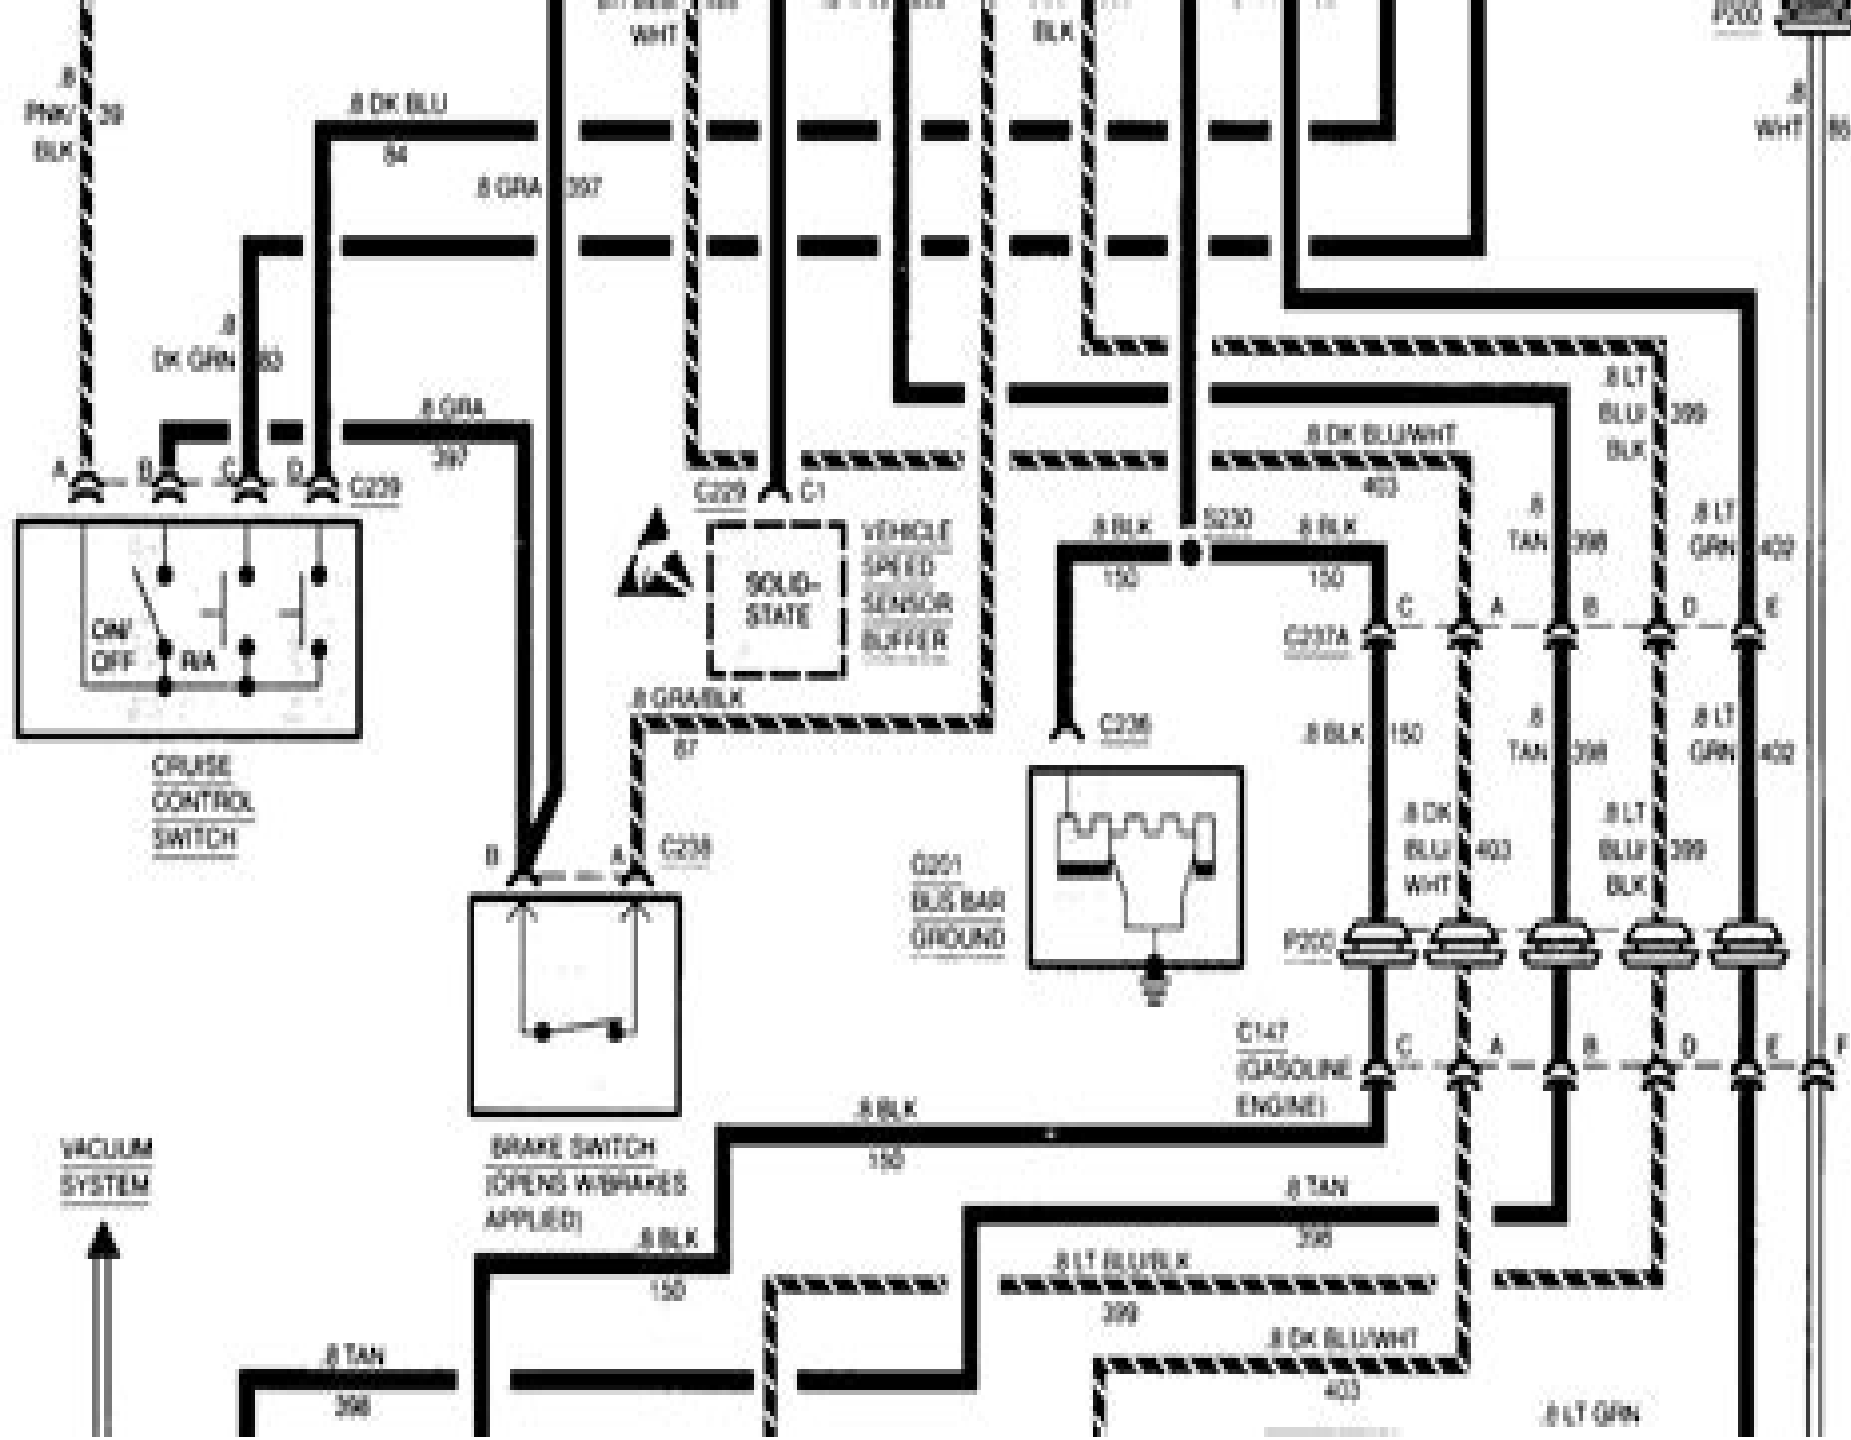 WHT
BLK
P200
.8
PNK/ 39
BLK
.8 DK BLU
84
.8
WHT
.8 GRA 397
.8
DK GRN 83
.8 GRA
397
A B C D C239
ON/
OFF R/A
CRUISE
CONTROL
SWITCH
C229 C1
SOLID-
STATE
VEHICLE
SPEED
SENSOR
BUFFER
.8 GRA/BLK
87
B A C238
BRAKE SWITCH
(OPENS W/BRAKES
APPLIED)
.8 DK BLU/WHT
403
.8 LT
BLU/ 399
BLK
.8 BLK S230 .8 BLK
150 150
.8
TAN 398
.8 LT
GRN 402
C A B D E
C237A
C236
.8 BLK 150
.8
TAN 398
.8 LT
GRN 402
.8 DK
BLU/ 403
WHT
.8 LT
BLU/ 399
BLK
G201
BUS BAR
GROUND
P200
C147
(GASOLINE
ENGINE)
C A B D E F
.8 BLK
150
VACUUM
SYSTEM
.8 TAN
398
.8 BLK
150
.8 LT BLU/BLK
399
.8 DK BLU/WHT
403
.8 TAN
398
.8 LT GRN